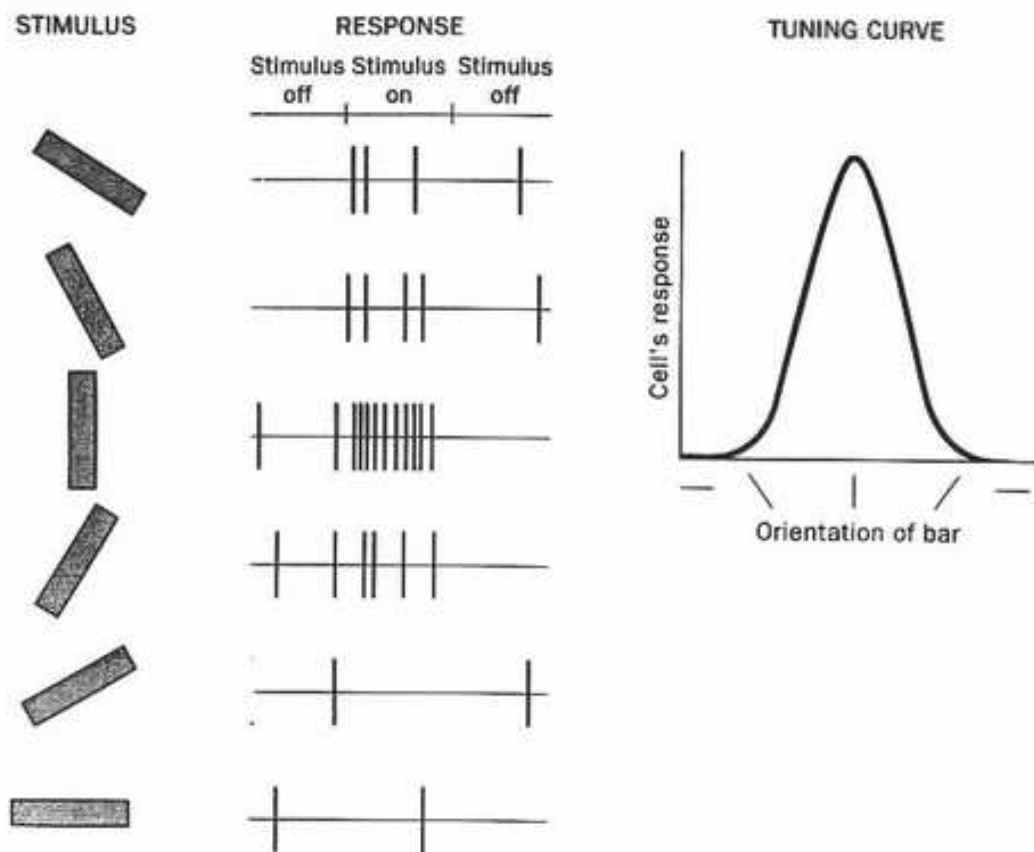 STIMULUS
RESPONSE
Stimulus off
Stimulus on
Stimulus off
TUNING CURVE
Cell's response
Orientation of bar